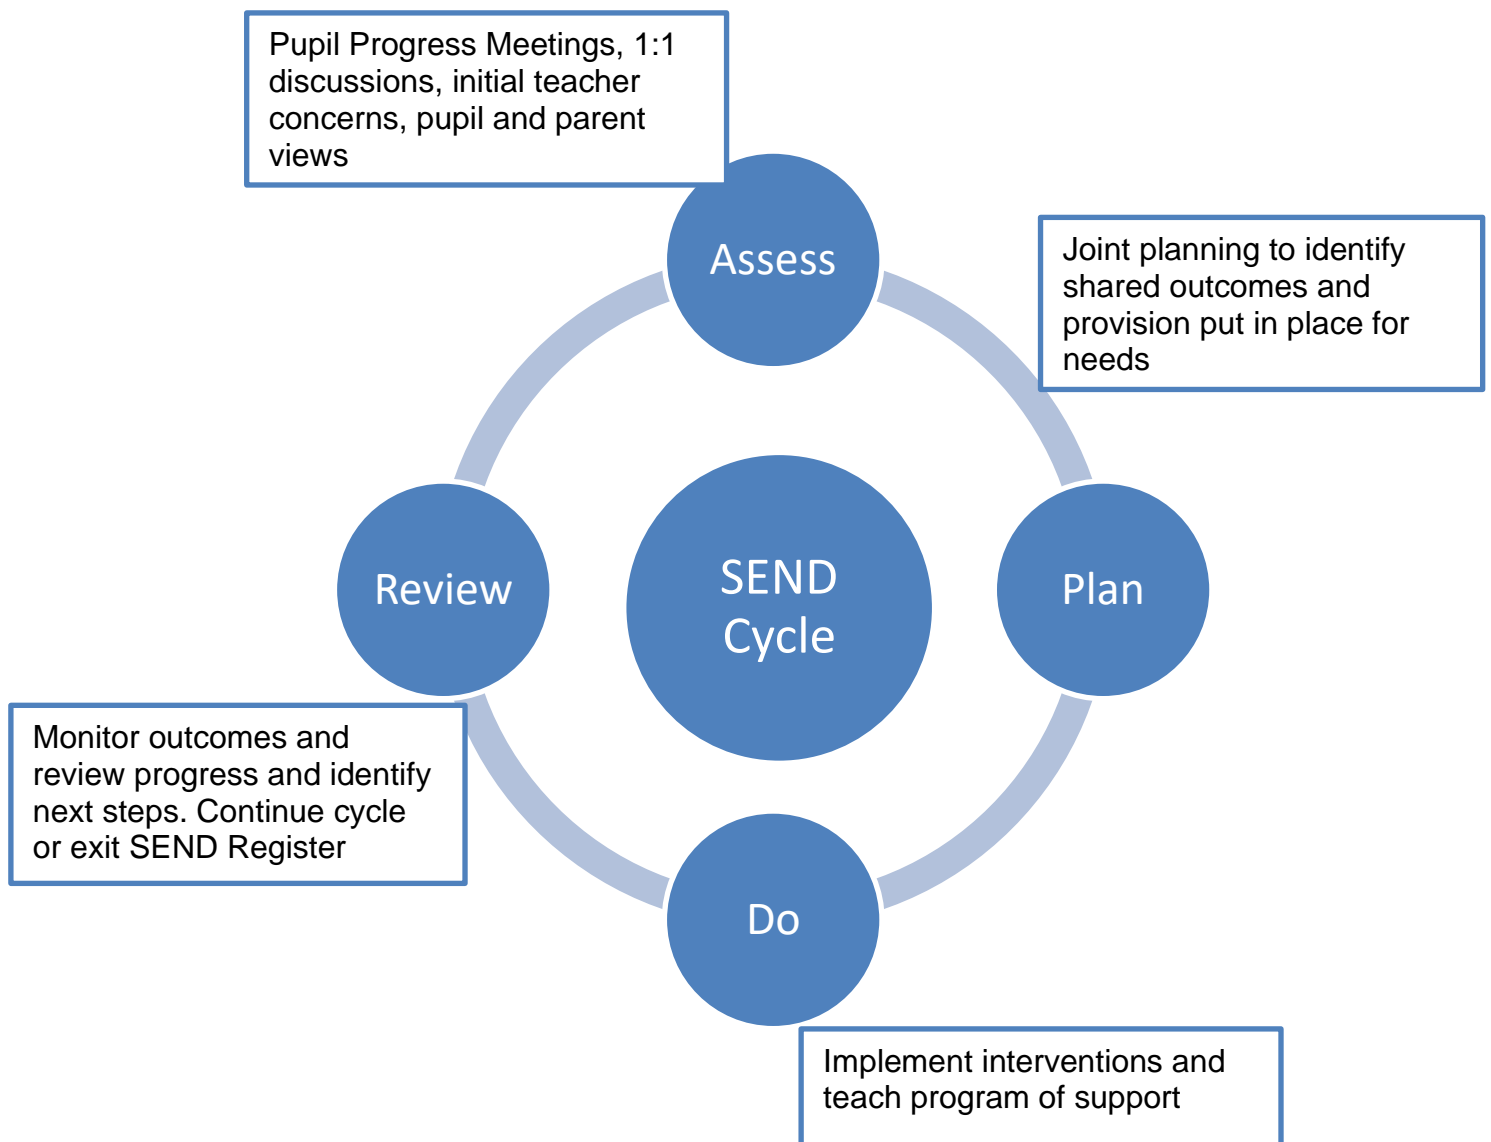 Pupil Progress Meetings, 1:1
discussions, initial teacher
concerns, pupil and parent
views
Assess
Joint planning to identify
shared outcomes and
provision put in place for
needs
Plan
SEND
Cycle
Review
Monitor outcomes and
review progress and identify
next steps. Continue cycle
or exit SEND Register
Do
Implement interventions and
teach program of support